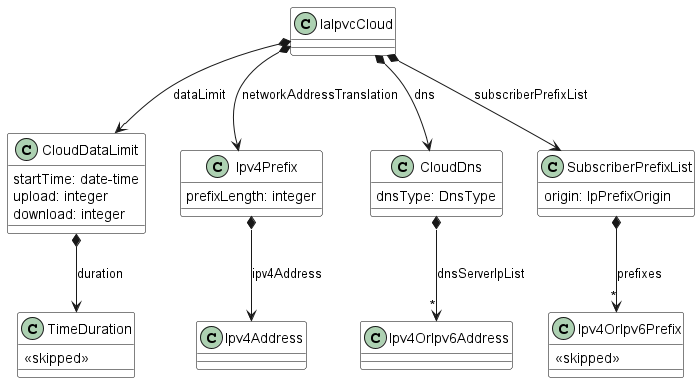 C IaIpvcCloud
dataLimit
networkAddressTranslation
dns
subscriberPrefixList
C CloudDataLimit
startTime: date-time
upload: integer
download: integer
C Ipv4Prefix
prefixLength: integer
C CloudDns
dnsType: DnsType
C SubscriberPrefixList
origin: IpPrefixOrigin
duration
ipv4Address
dnsServerIpList
*
prefixes
*
C TimeDuration
«skipped»
C Ipv4Address
C Ipv4OrIpv6Address
C Ipv4OrIpv6Prefix
«skipped»